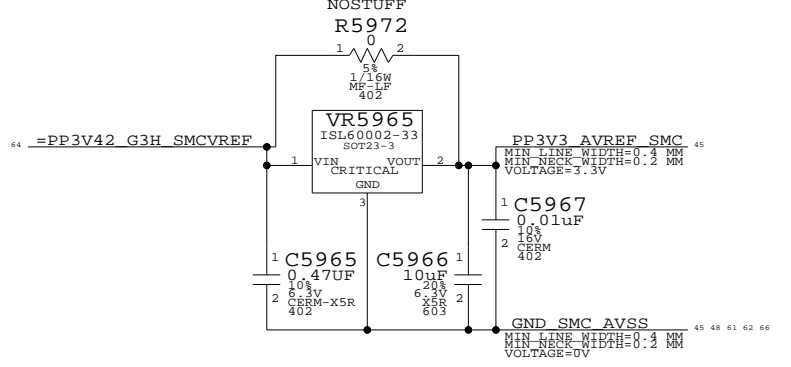 NOSTUFF
R5972
0
1 2
5%
1/16W
MF-LF
402
VR5965
ISL60002-33
SOT23-3
64 =PP3V42_G3H_SMCVREF
PP3V3_AVREF_SMC 45
MIN_LINE_WIDTH=0.4 MM
MIN_NECK_WIDTH=0.2 MM
VOLTAGE=3.3V
1 VIN VOUT 2
CRITICAL
GND
3
1 C5967
0.01uF
10%
2 16V
CERM
402
1 C5965
0.47UF
10%
6.3V
2 CERM-X5R
402
C5966 1
10uF
20%
6.3V
X5R 2
603
GND_SMC_AVSS 45 48 61 62 66
MIN_LINE_WIDTH=0.4 MM
MIN_NECK_WIDTH=0.2 MM
VOLTAGE=0V